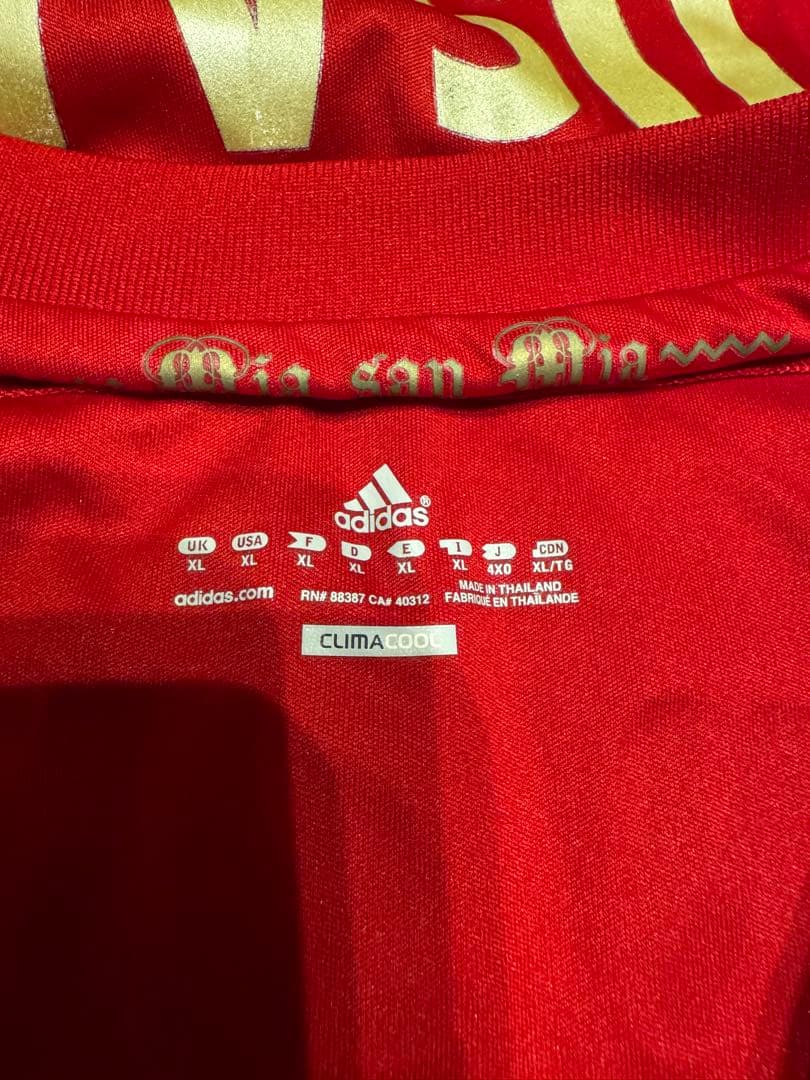 Mia san Mia
adidas®
UK USA F D E I J CDN
XL XL XL XL XL XL 4XO XL/TG
adidas.com RN# 88387 CA# 40312 MADE IN THAILAND
FABRIQUÉ EN THAÏLANDE
CLIMACOOL